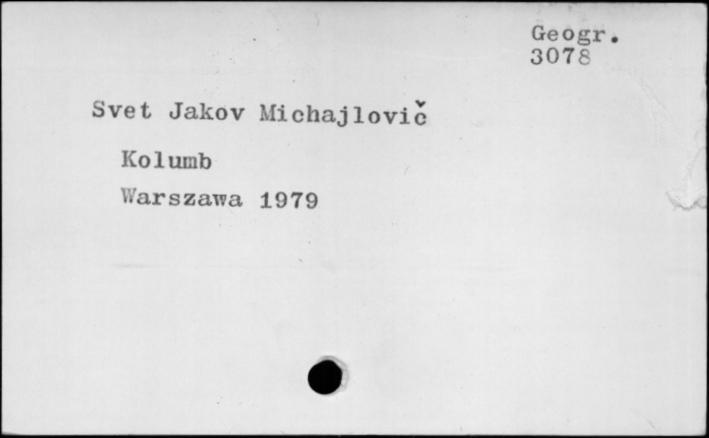 Geogr.
3078
Svet Jakov Michajlovič
Kolumb
Warszawa 1979